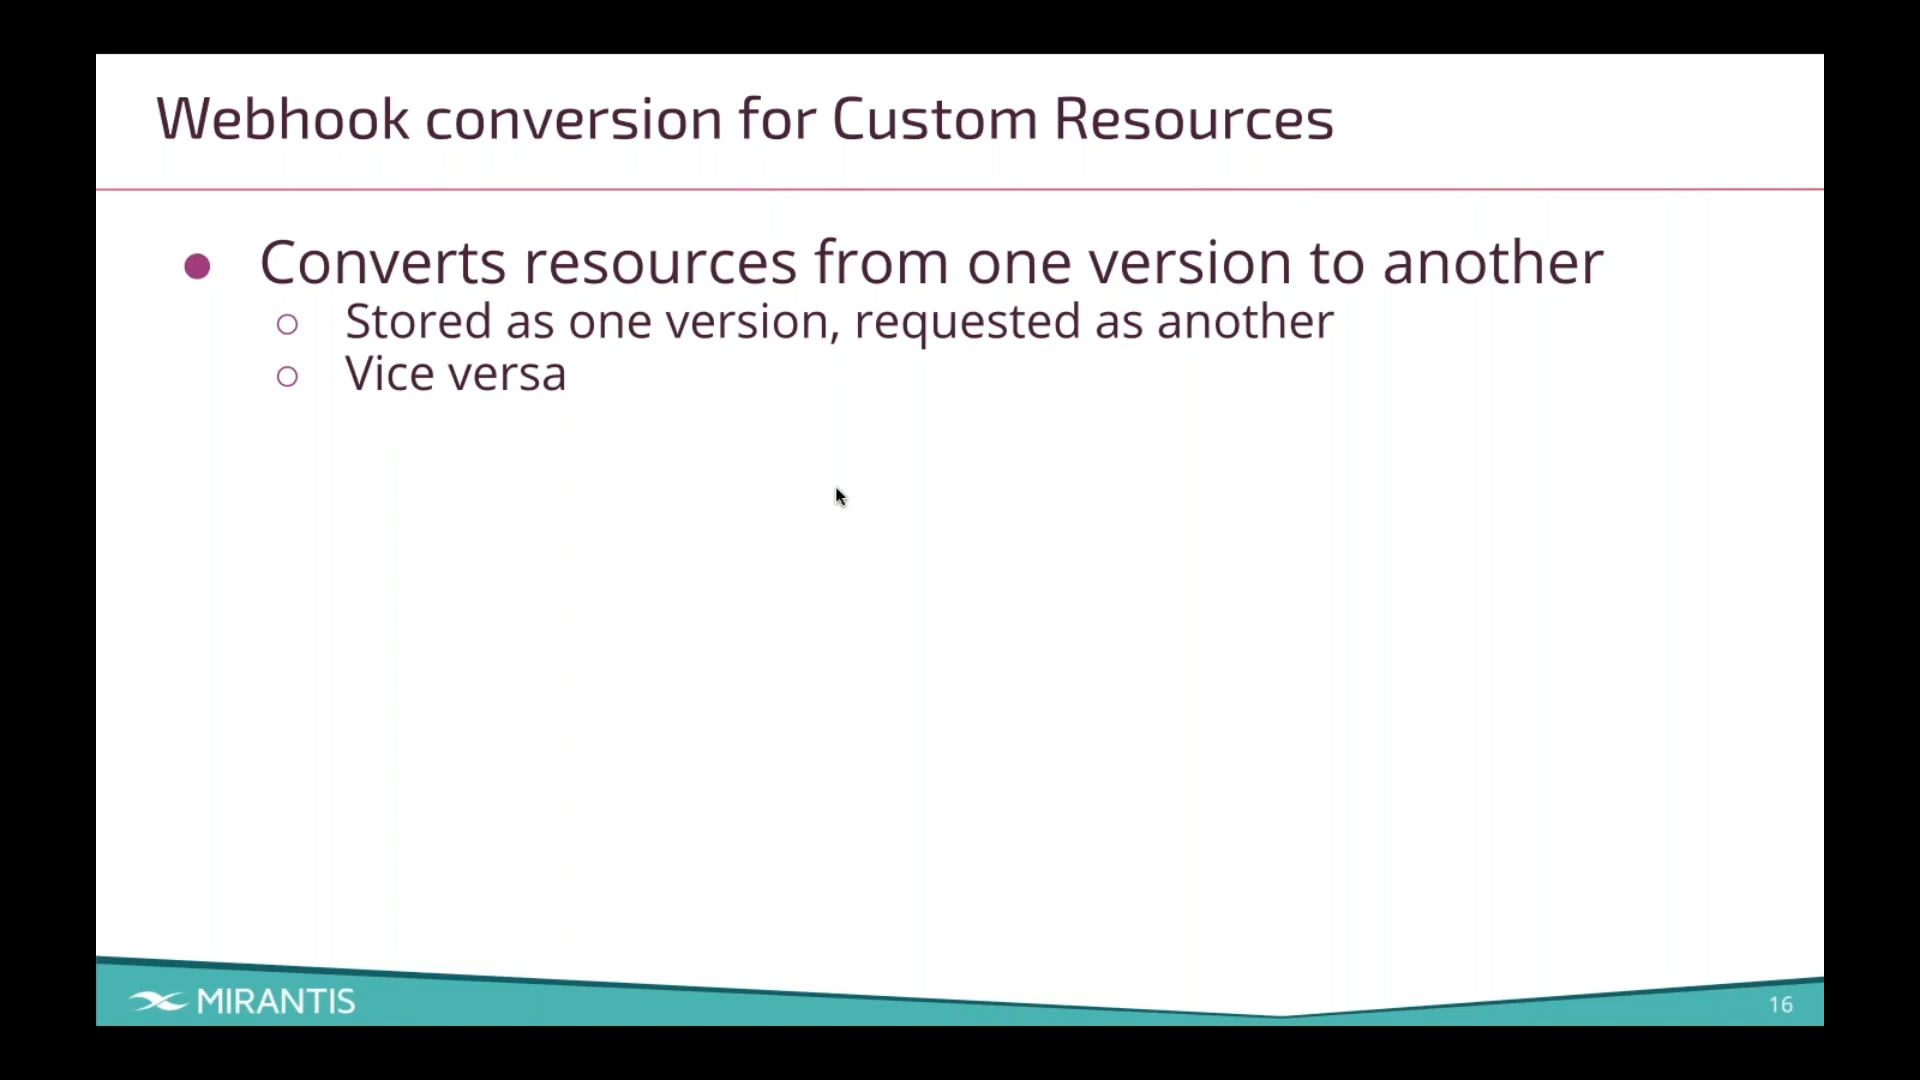 Webhook conversion for Custom Resources
● Converts resources from one version to another
○ Stored as one version, requested as another
○ Vice versa
MIRANTIS
16